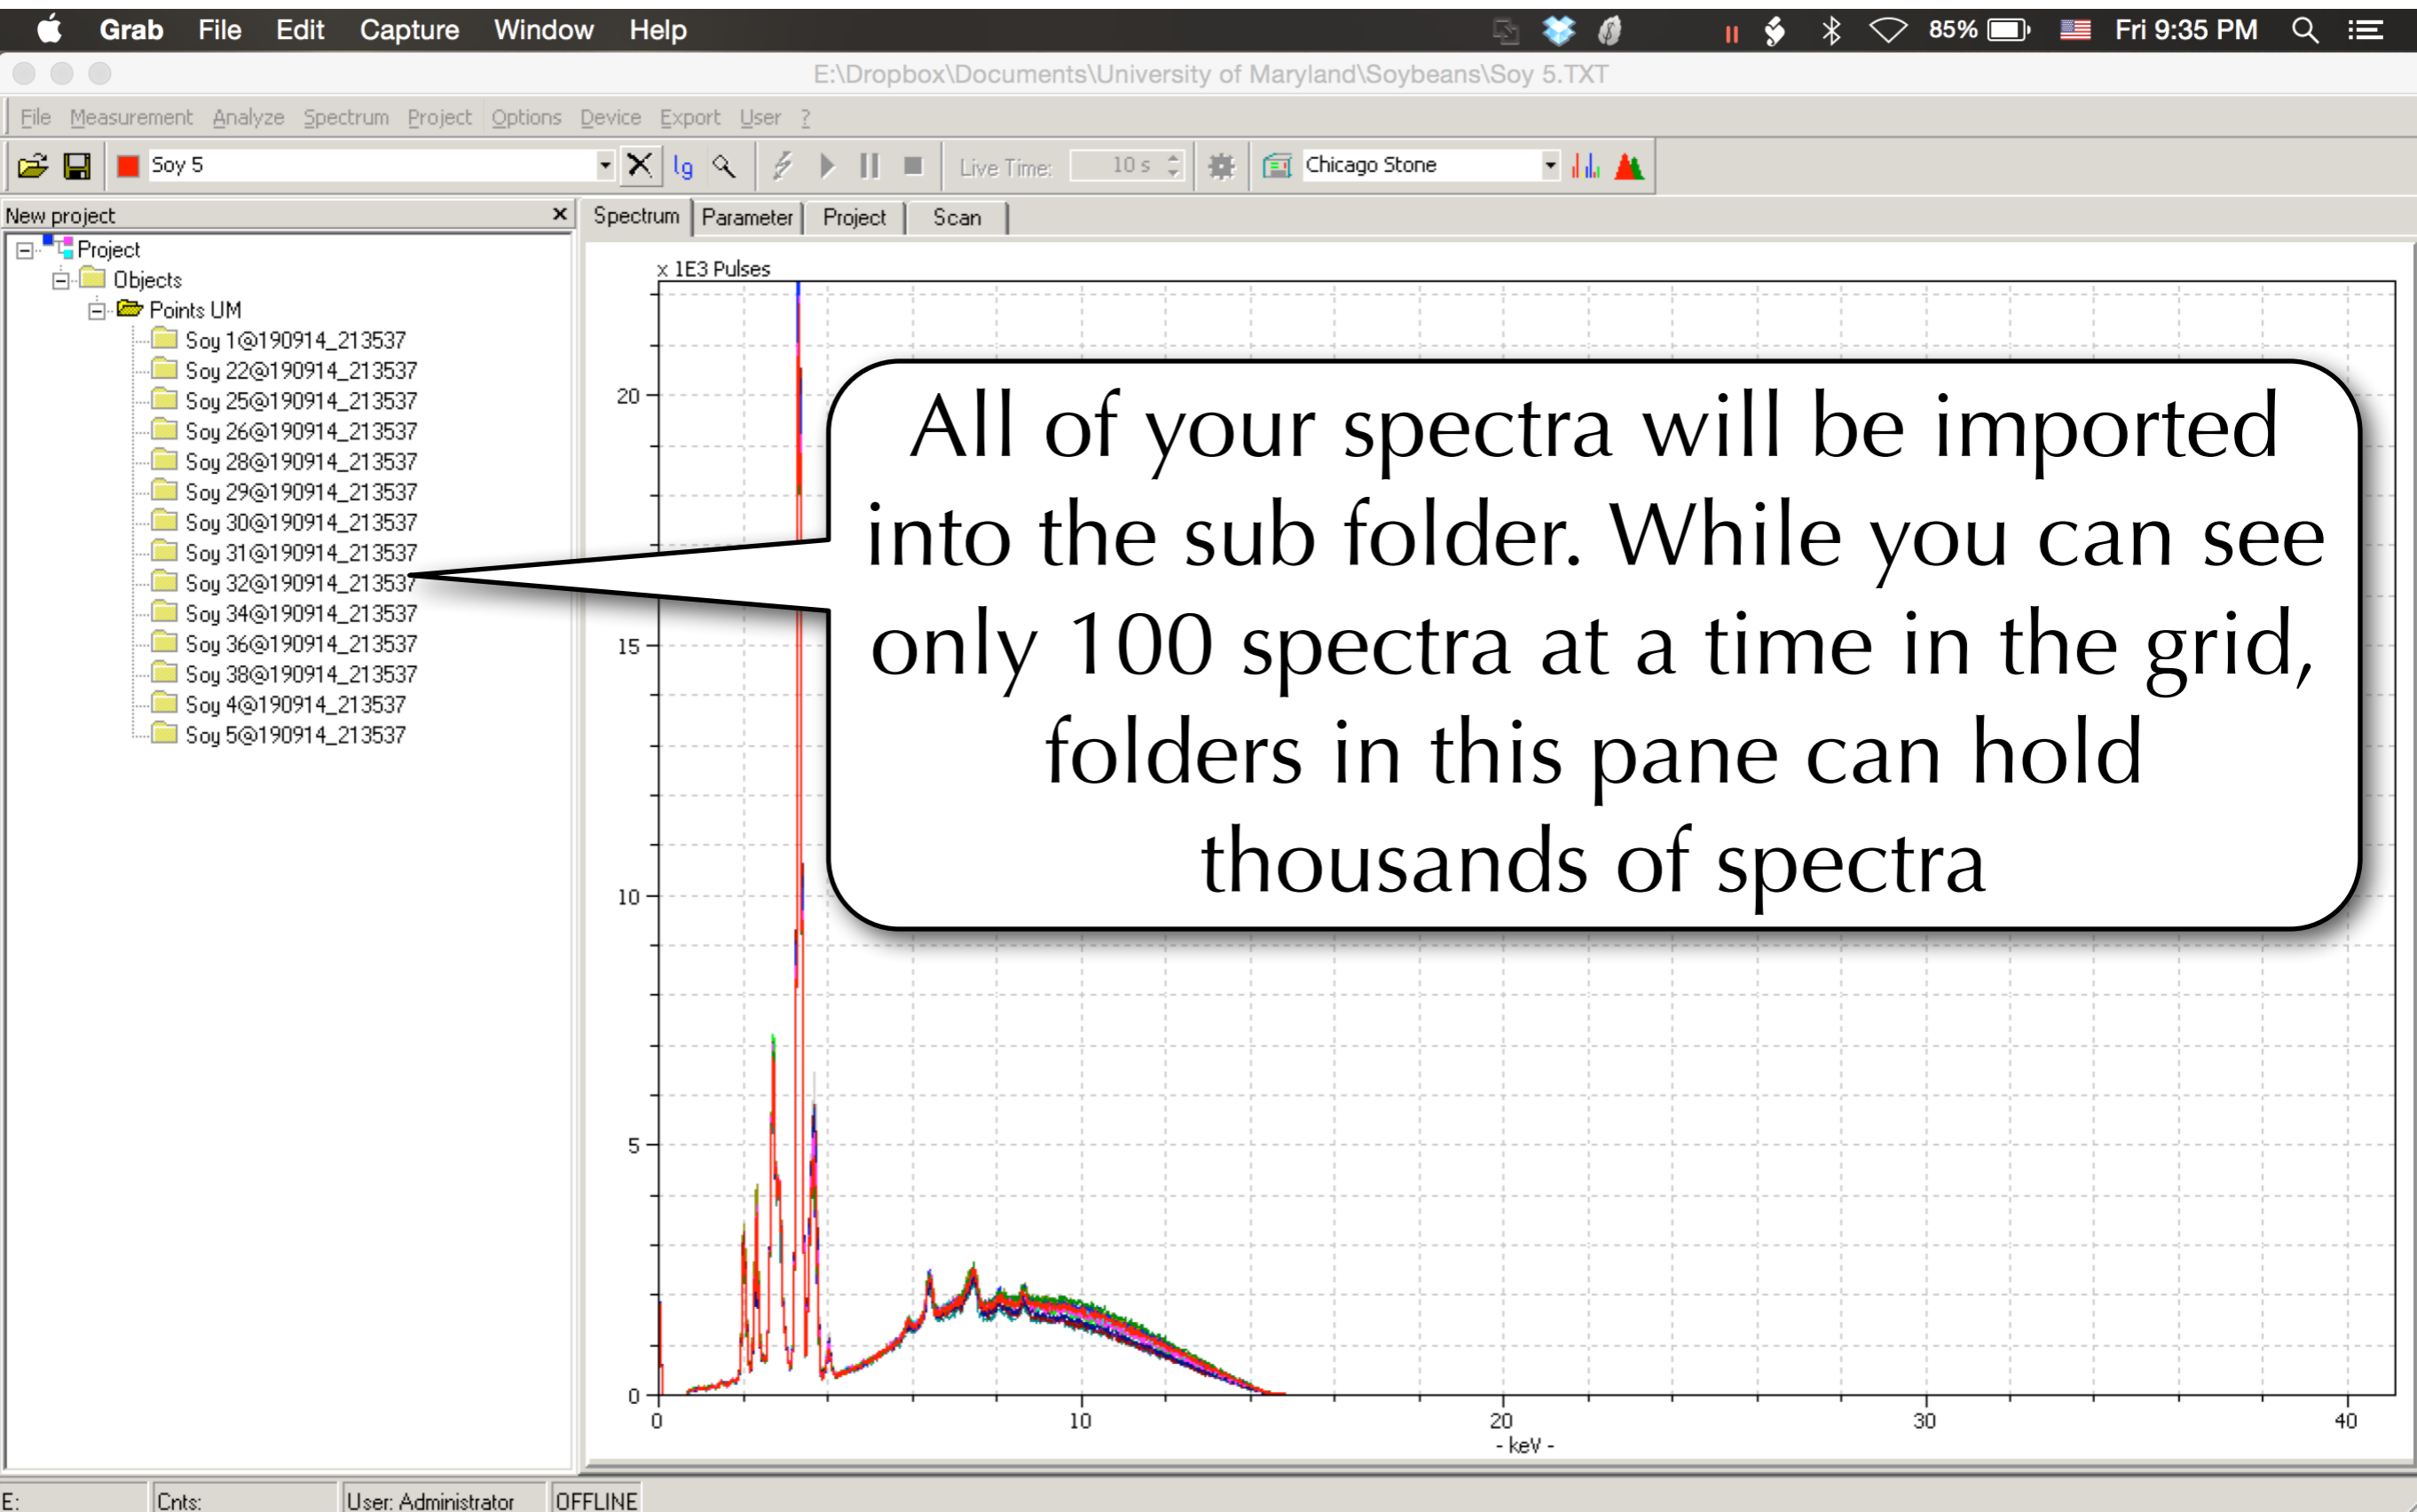 Grab File Edit Capture Window Help 85% Fri 9:35 PM
E:\Dropbox\Documents\University of Maryland\Soybeans\Soy 5.TXT
File Measurement Analyze Spectrum Project Options Device Export User ?
Soy 5 lg Live Time: 10 s Chicago Stone
New project
Spectrum Parameter Project Scan
Project
Objects
Points UM
Soy 1@190914_213537
Soy 22@190914_213537
Soy 25@190914_213537
Soy 26@190914_213537
Soy 28@190914_213537
Soy 29@190914_213537
Soy 30@190914_213537
Soy 31@190914_213537
Soy 32@190914_213537
Soy 34@190914_213537
Soy 36@190914_213537
Soy 38@190914_213537
Soy 4@190914_213537
Soy 5@190914_213537
x 1E3 Pulses
20
15
10
5
0
0 10 20 30 40
- keV -
All of your spectra will be imported
into the sub folder. While you can see
only 100 spectra at a time in the grid,
folders in this pane can hold
thousands of spectra
E: Cnts: User: Administrator OFFLINE